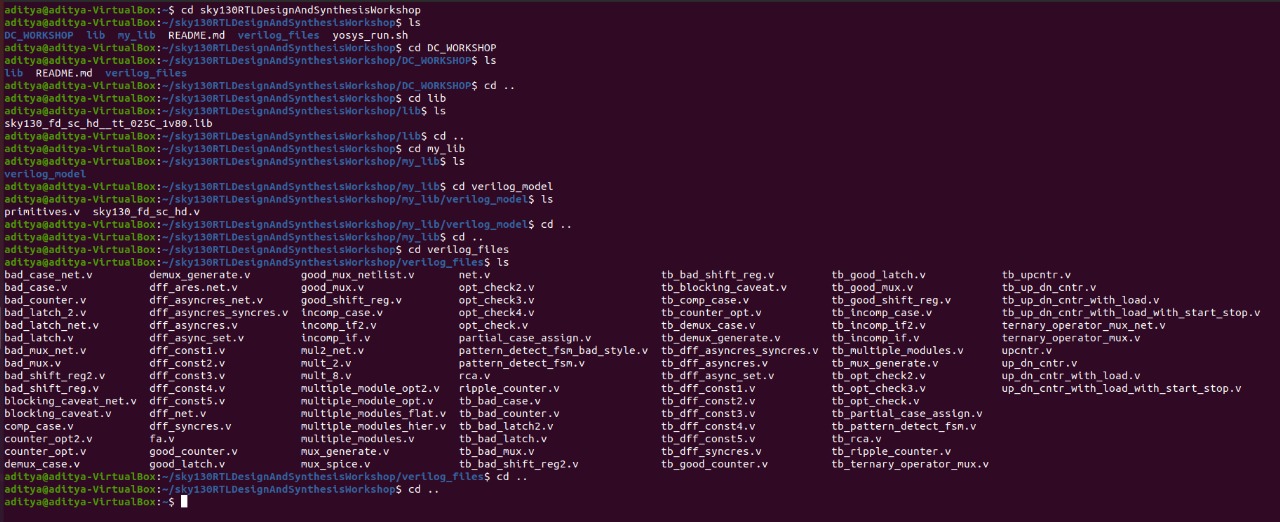 aditya@aditya-VirtualBox:~$ cd sky130RTLDesignAndSynthesisWorkshop
aditya@aditya-VirtualBox:~/sky130RTLDesignAndSynthesisWorkshop$ ls
DC_WORKSHOP  lib  my_lib  README.md  verilog_files  yosys_run.sh
aditya@aditya-VirtualBox:~/sky130RTLDesignAndSynthesisWorkshop$ cd DC_WORKSHOP
aditya@aditya-VirtualBox:~/sky130RTLDesignAndSynthesisWorkshop/DC_WORKSHOP$ ls
lib  README.md  verilog_files
aditya@aditya-VirtualBox:~/sky130RTLDesignAndSynthesisWorkshop/DC_WORKSHOP$ cd ..
aditya@aditya-VirtualBox:~/sky130RTLDesignAndSynthesisWorkshop$ cd lib
aditya@aditya-VirtualBox:~/sky130RTLDesignAndSynthesisWorkshop/lib$ ls
sky130_fd_sc_hd__tt_025C_1v80.lib
aditya@aditya-VirtualBox:~/sky130RTLDesignAndSynthesisWorkshop/lib$ cd ..
aditya@aditya-VirtualBox:~/sky130RTLDesignAndSynthesisWorkshop$ cd my_lib
aditya@aditya-VirtualBox:~/sky130RTLDesignAndSynthesisWorkshop/my_lib$ ls
verilog_model
aditya@aditya-VirtualBox:~/sky130RTLDesignAndSynthesisWorkshop/my_lib$ cd verilog_model
aditya@aditya-VirtualBox:~/sky130RTLDesignAndSynthesisWorkshop/my_lib/verilog_model$ ls
primitives.v  sky130_fd_sc_hd.v
aditya@aditya-VirtualBox:~/sky130RTLDesignAndSynthesisWorkshop/my_lib/verilog_model$ cd ..
aditya@aditya-VirtualBox:~/sky130RTLDesignAndSynthesisWorkshop/my_lib$ cd ..
aditya@aditya-VirtualBox:~/sky130RTLDesignAndSynthesisWorkshop$ cd verilog_files
aditya@aditya-VirtualBox:~/sky130RTLDesignAndSynthesisWorkshop/verilog_files$ ls
bad_case_net.v  demux_generate.v  good_mux_netlist.v  net.v  tb_bad_shift_reg.v  tb_good_latch.v  tb_upcntr.v
bad_case.v  dff_ares.net.v  good_mux.v  opt_check2.v  tb_blocking_caveat.v  tb_good_mux.v  tb_up_dn_cntr.v
bad_counter.v  dff_asyncres_net.v  good_shift_reg.v  opt_check3.v  tb_comp_case.v  tb_good_shift_reg.v  tb_up_dn_cntr_with_load.v
bad_latch_2.v  dff_asyncres_syncres.v  incomp_case.v  opt_check4.v  tb_counter_opt.v  tb_incomp_case.v  tb_up_dn_cntr_with_load_with_start_stop.v
bad_latch_net.v  dff_asyncres.v  incomp_if2.v  opt_check.v  tb_demux_case.v  tb_incomp_if2.v  ternary_operator_mux_net.v
bad_latch.v  dff_async_set.v  incomp_if.v  partial_case_assign.v  tb_demux_generate.v  tb_incomp_if.v  ternary_operator_mux.v
bad_mux_net.v  dff_const1.v  mul2_net.v  pattern_detect_fsm_bad_style.v  tb_dff_asyncres_syncres.v  tb_multiple_modules.v  upcntr.v
bad_mux.v  dff_const2.v  mult_2.v  pattern_detect_fsm.v  tb_dff_asyncres.v  tb_mux_generate.v  up_dn_cntr.v
bad_shift_reg2.v  dff_const3.v  mult_8.v  rca.v  tb_dff_async_set.v  tb_opt_check2.v  up_dn_cntr_with_load.v
bad_shift_reg.v  dff_const4.v  multiple_module_opt2.v  ripple_counter.v  tb_dff_const1.v  tb_opt_check3.v  up_dn_cntr_with_load_with_start_stop.v
blocking_caveat_net.v  dff_const5.v  multiple_module_opt.v  tb_bad_case.v  tb_dff_const2.v  tb_opt_check.v
blocking_caveat.v  dff_net.v  multiple_modules_flat.v  tb_bad_counter.v  tb_dff_const3.v  tb_partial_case_assign.v
comp_case.v  dff_syncres.v  multiple_modules_hier.v  tb_bad_latch2.v  tb_dff_const4.v  tb_pattern_detect_fsm.v
counter_opt2.v  fa.v  multiple_modules.v  tb_bad_latch.v  tb_dff_const5.v  tb_rca.v
counter_opt.v  good_counter.v  mux_generate.v  tb_bad_mux.v  tb_dff_syncres.v  tb_ripple_counter.v
demux_case.v  good_latch.v  mux_spice.v  tb_bad_shift_reg2.v  tb_good_counter.v  tb_ternary_operator_mux.v
aditya@aditya-VirtualBox:~/sky130RTLDesignAndSynthesisWorkshop/verilog_files$ cd ..
aditya@aditya-VirtualBox:~/sky130RTLDesignAndSynthesisWorkshop$ cd ..
aditya@aditya-VirtualBox:~$